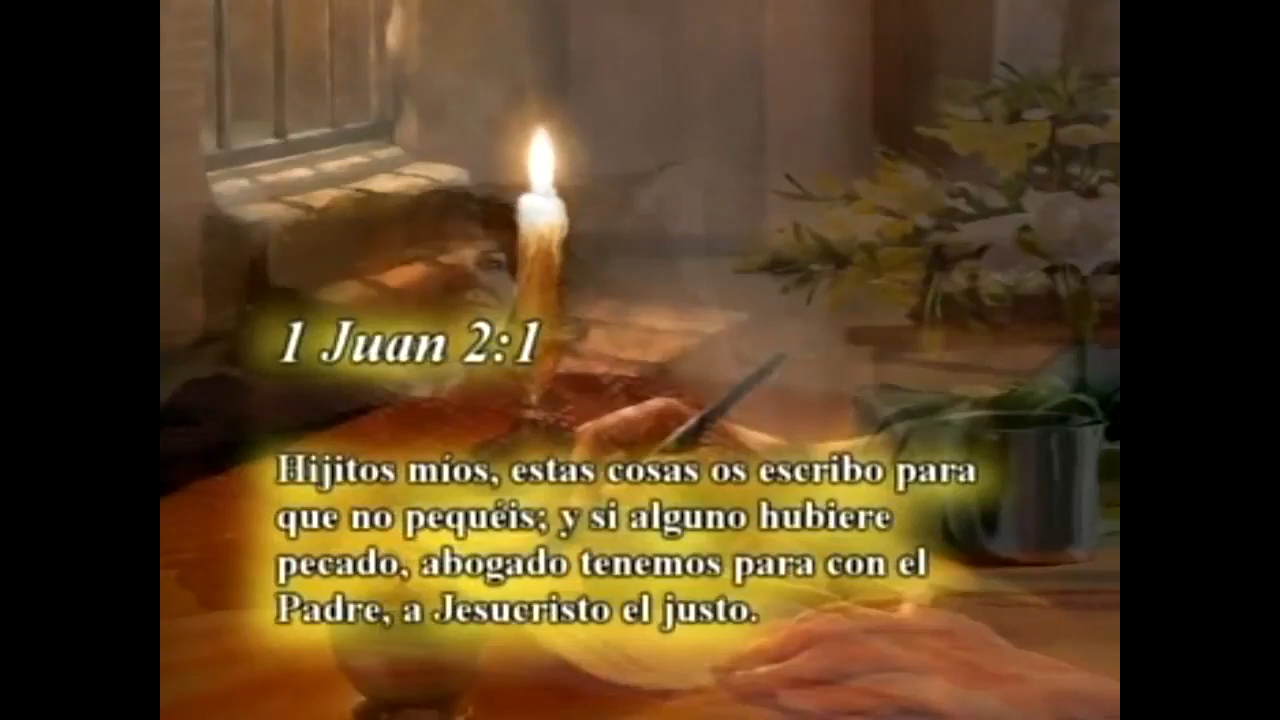 1 Juan 2:1
Hijitos míos, estas cosas os escribo para
que no pequéis; y si alguno hubiere
pecado, abogado tenemos para con el
Padre, a Jesucristo el justo.